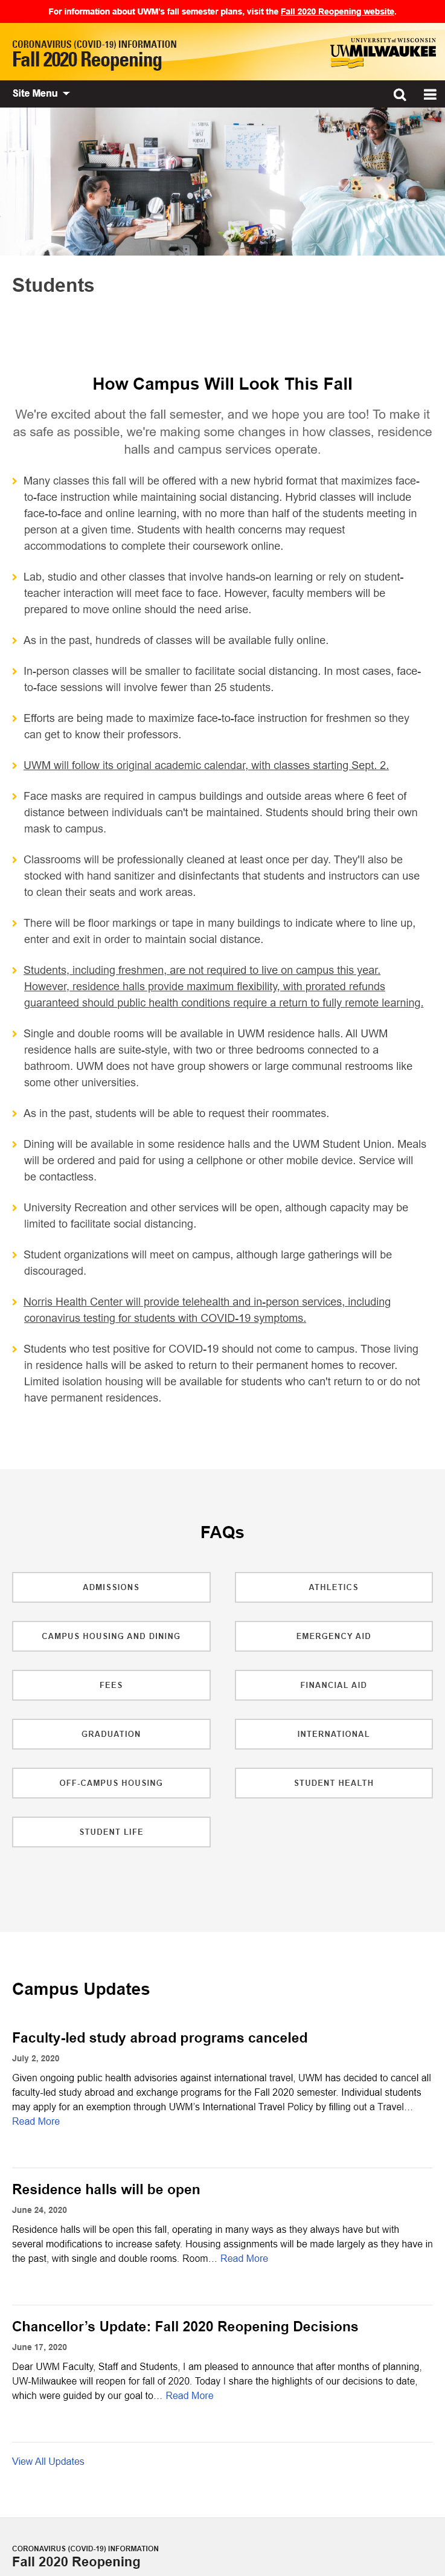 For information about UWM's fall semester plans, visit the Fall 2020 Reopening website.
CORONAVIRUS (COVID-19) INFORMATION
Fall 2020 Reopening
UNIVERSITY of WISCONSIN
UWMILWAUKEE
Site Menu
Students
How Campus Will Look This Fall
We're excited about the fall semester, and we hope you are too! To make it
as safe as possible, we're making some changes in how classes, residence
halls and campus services operate.
Many classes this fall will be offered with a new hybrid format that maximizes face-
to-face instruction while maintaining social distancing. Hybrid classes will include
face-to-face and online learning, with no more than half of the students meeting in
person at a given time. Students with health concerns may request
accommodations to complete their coursework online.
Lab, studio and other classes that involve hands-on learning or rely on student-
teacher interaction will meet face to face. However, faculty members will be
prepared to move online should the need arise.
As in the past, hundreds of classes will be available fully online.
In-person classes will be smaller to facilitate social distancing. In most cases, face-
to-face sessions will involve fewer than 25 students.
Efforts are being made to maximize face-to-face instruction for freshmen so they
can get to know their professors.
UWM will follow its original academic calendar, with classes starting Sept. 2.
Face masks are required in campus buildings and outside areas where 6 feet of
distance between individuals can't be maintained. Students should bring their own
mask to campus.
Classrooms will be professionally cleaned at least once per day. They'll also be
stocked with hand sanitizer and disinfectants that students and instructors can use
to clean their seats and work areas.
There will be floor markings or tape in many buildings to indicate where to line up,
enter and exit in order to maintain social distance.
Students, including freshmen, are not required to live on campus this year.
However, residence halls provide maximum flexibility, with prorated refunds
guaranteed should public health conditions require a return to fully remote learning.
Single and double rooms will be available in UWM residence halls. All UWM
residence halls are suite-style, with two or three bedrooms connected to a
bathroom. UWM does not have group showers or large communal restrooms like
some other universities.
As in the past, students will be able to request their roommates.
Dining will be available in some residence halls and the UWM Student Union. Meals
will be ordered and paid for using a cellphone or other mobile device. Service will
be contactless.
University Recreation and other services will be open, although capacity may be
limited to facilitate social distancing.
Student organizations will meet on campus, although large gatherings will be
discouraged.
Norris Health Center will provide telehealth and in-person services, including
coronavirus testing for students with COVID-19 symptoms.
Students who test positive for COVID-19 should not come to campus. Those living
in residence halls will be asked to return to their permanent homes to recover.
Limited isolation housing will be available for students who can't return to or do not
have permanent residences.
FAQs
ADMISSIONS
ATHLETICS
CAMPUS HOUSING AND DINING
EMERGENCY AID
FEES
FINANCIAL AID
GRADUATION
INTERNATIONAL
OFF-CAMPUS HOUSING
STUDENT HEALTH
STUDENT LIFE
Campus Updates
Faculty-led study abroad programs canceled
July 2, 2020
Given ongoing public health advisories against international travel, UWM has decided to cancel all
faculty-led study abroad and exchange programs for the Fall 2020 semester. Individual students
may apply for an exemption through UWM's International Travel Policy by filling out a Travel…
Read More
Residence halls will be open
June 24, 2020
Residence halls will be open this fall, operating in many ways as they always have but with
several modifications to increase safety. Housing assignments will be made largely as they have in
the past, with single and double rooms. Room… Read More
Chancellor's Update: Fall 2020 Reopening Decisions
June 17, 2020
Dear UWM Faculty, Staff and Students, I am pleased to announce that after months of planning,
UW-Milwaukee will reopen for fall of 2020. Today I share the highlights of our decisions to date,
which were guided by our goal to… Read More
View All Updates
CORONAVIRUS (COVID-19) INFORMATION
Fall 2020 Reopening